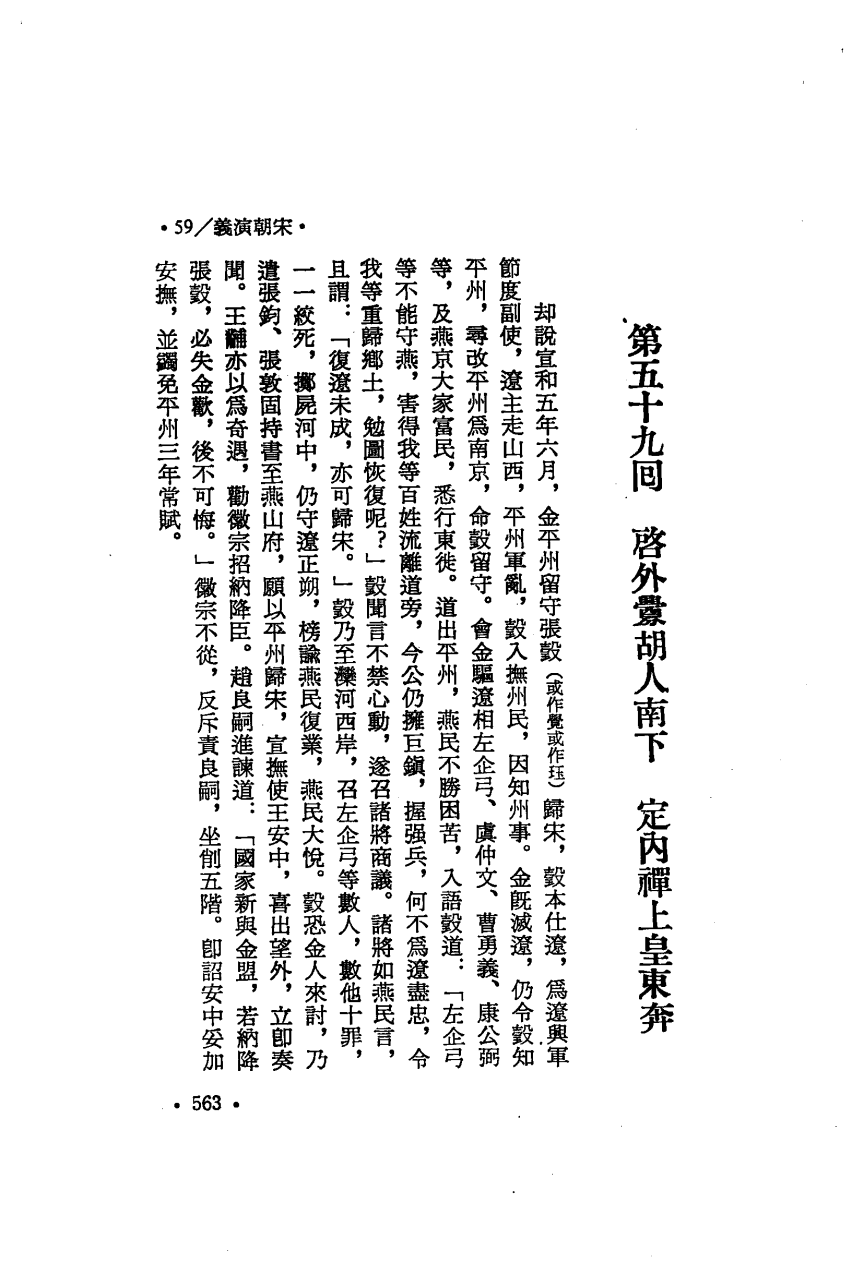 ·宋朝演義/59·
第五十九回　啓外釁胡人南下　定內禪上皇東奔
却說宣和五年六月，金平州留守張瑴（或作覺或作珏）歸宋，瑴本仕遼，爲遼興軍
節度副使，遼主走山西，平州軍亂，瑴入撫州民，因知州事。金旣滅遼，仍令瑴知
平州，尋改平州爲南京，命瑴留守。會金驅遼相左企弓、虞仲文、曹勇義、康公弼
等，及燕京大家富民，悉行東徙。道出平州，燕民不勝困苦，入語瑴道：「左企弓
等不能守燕，害得我等百姓流離道旁，今公仍擁巨鎭，握强兵，何不爲遼盡忠，令
我等重歸鄉土，勉圖恢復呢？」瑴聞言不禁心動，遂召諸將商議。諸將如燕民言，
且謂：「復遼未成，亦可歸宋。」瑴乃至灤河西岸，召左企弓等數人，數他十罪，
一一絞死，擲屍河中，仍守遼正朔，榜諭燕民復業，燕民大悅。瑴恐金人來討，乃
遣張鈞、張敦固持書至燕山府，願以平州歸宋，宣撫使王安中，喜出望外，立卽奏
聞。王黼亦以爲奇遇，勸徽宗招納降臣。趙良嗣進諫道：「國家新與金盟，若納降
張瑴，必失金歡，後不可悔。」徽宗不從，反斥責良嗣，坐削五階。卽詔安中妥加
安撫，並蠲免平州三年常賦。
·563·